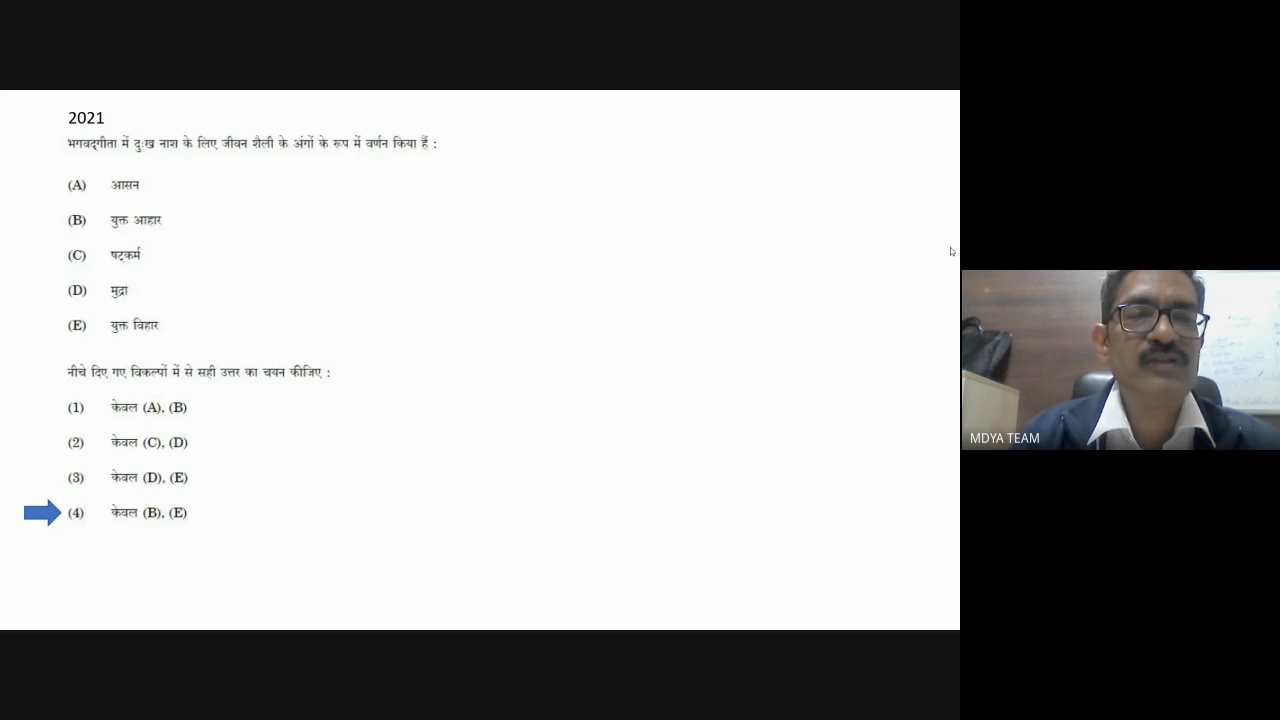 2021
भगवद्गीता में दुःख नाश के लिए जीवन शैली के अंगों के रूप में वर्णन किया हैं :
(A) आसन
(B) युक्त आहार
(C) षट्कर्म
(D) मुद्रा
(E) युक्त विहार
नीचे दिए गए विकल्पों में से सही उत्तर का चयन कीजिए :
(1) केवल (A), (B)
(2) केवल (C), (D)
(3) केवल (D), (E)
(4) केवल (B), (E)
MDYA TEAM